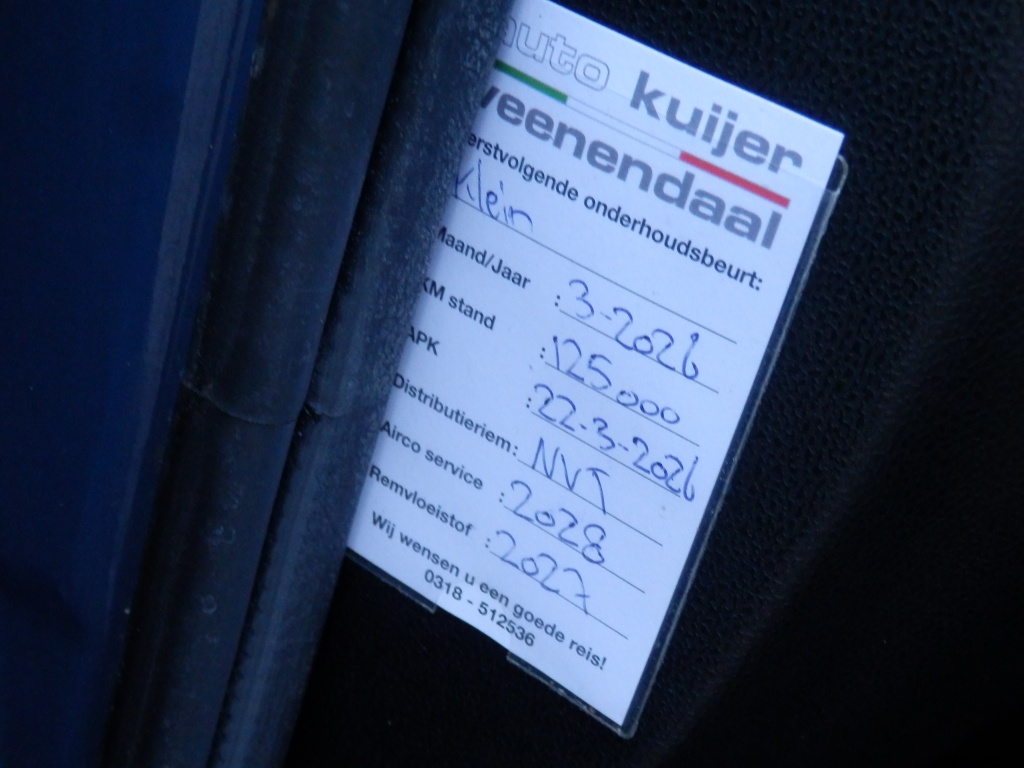 auto kuijer
veenendaal
erstvolgende onderhoudsbeurt:
Klein
Maand/Jaar : 3-2026
KM stand : 125.000
APK : 22-3-2026
Distributieriem: NVT
Airco service : 2028
Remvloeistof : 2027
Wij wensen u een goede reis!
0318 - 512536